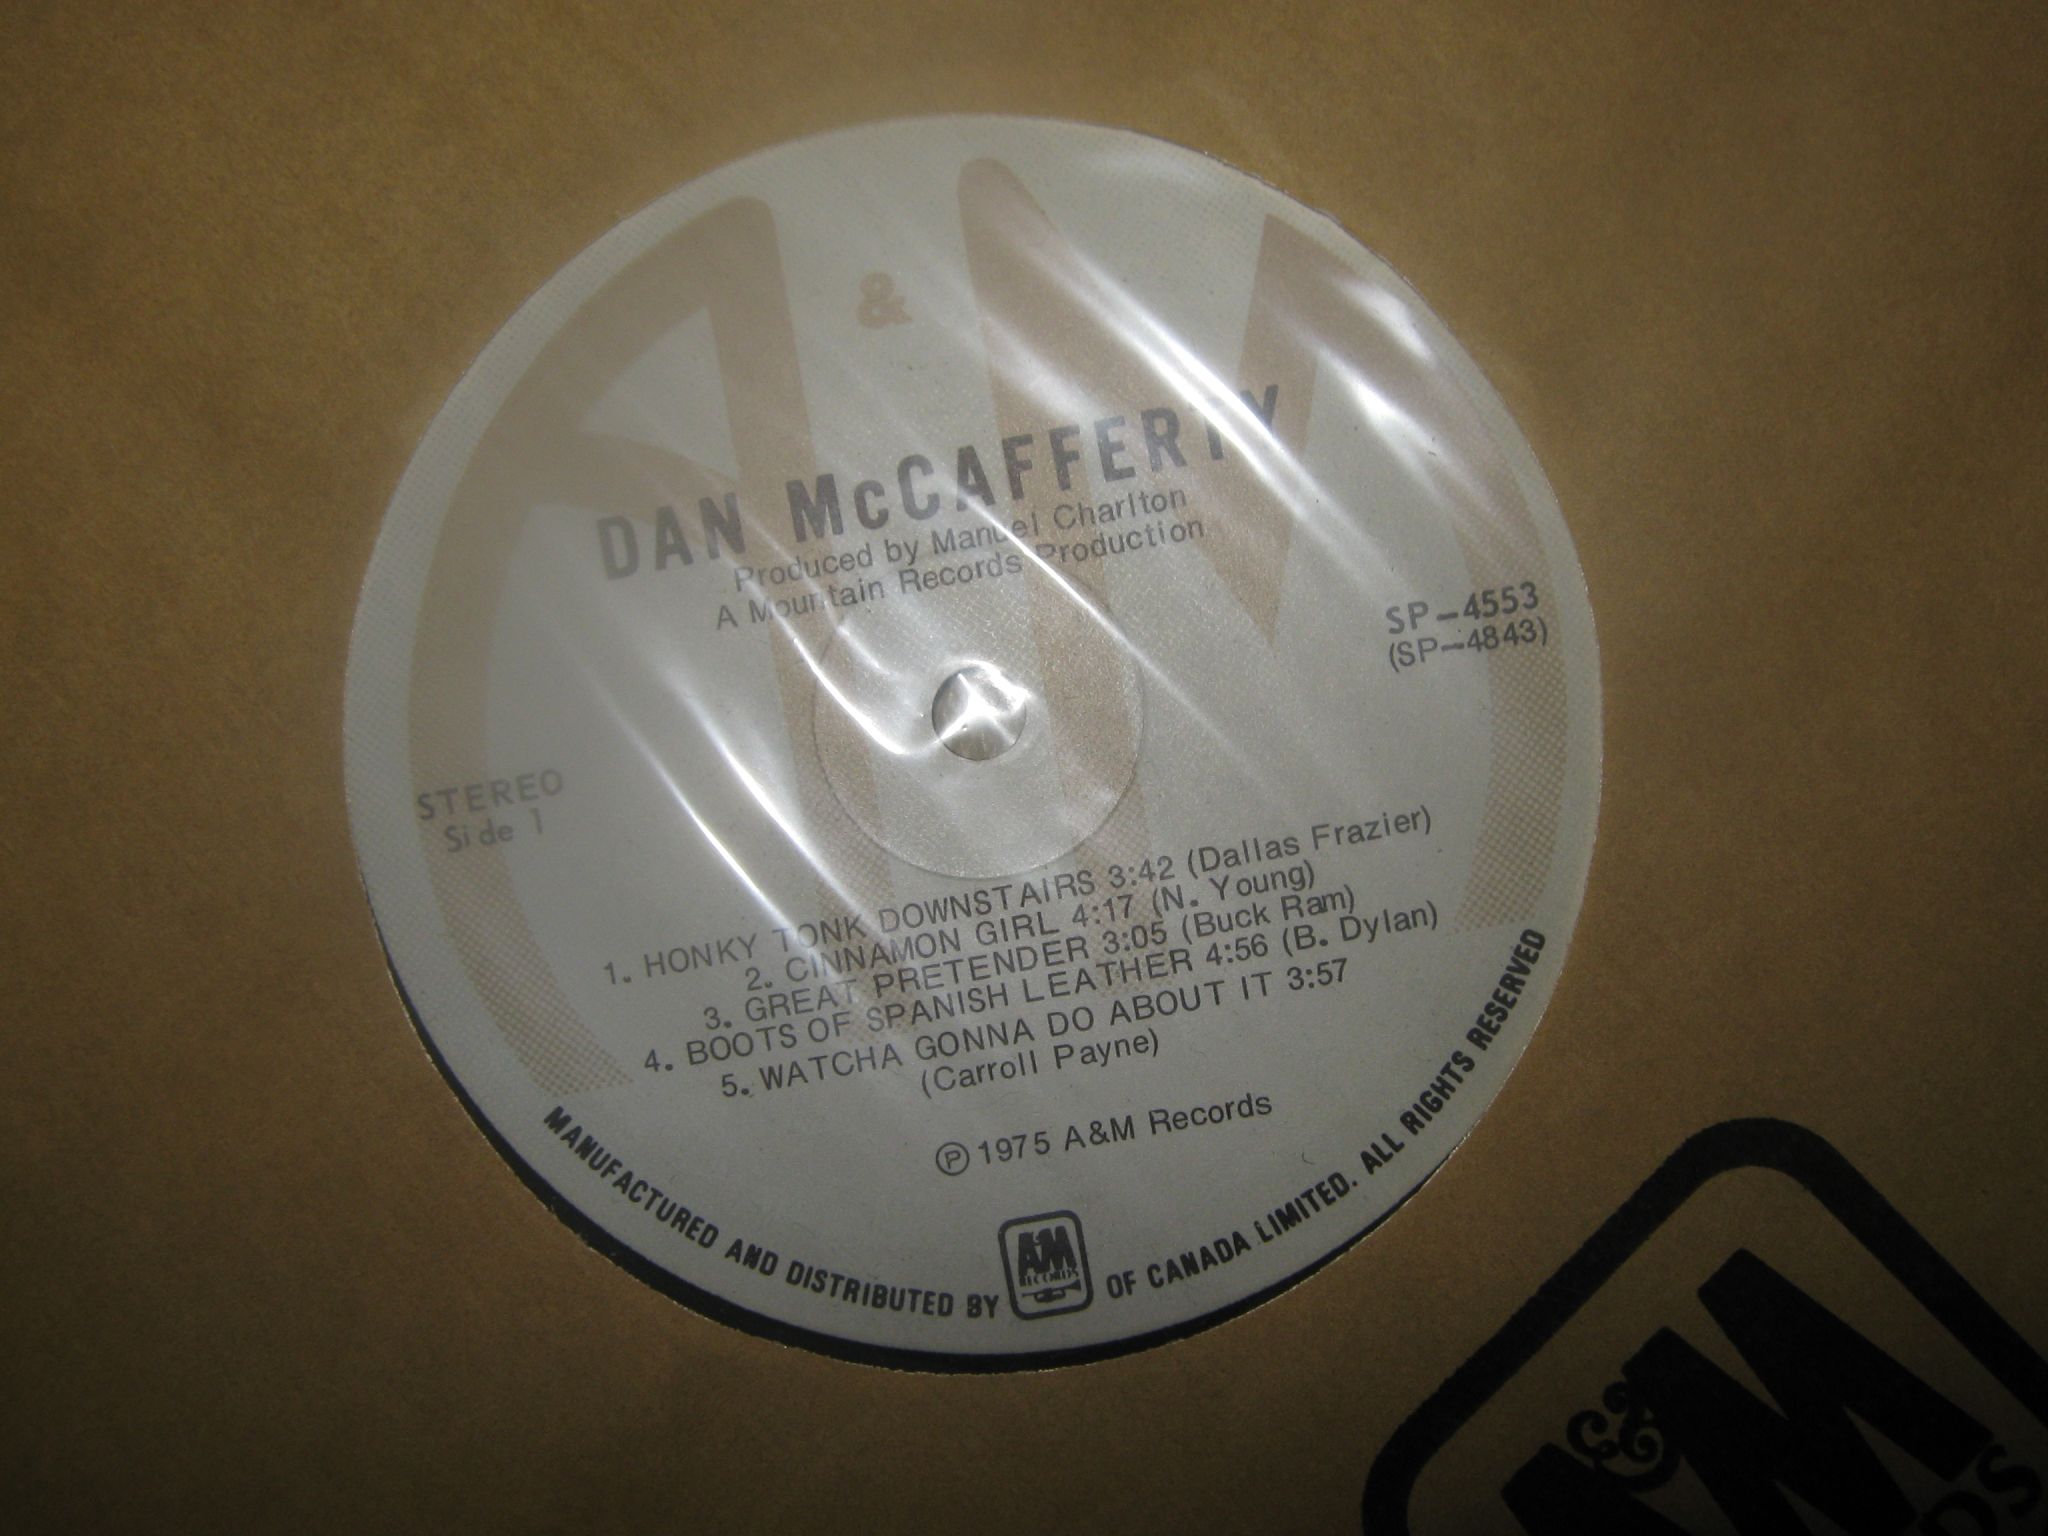 &
DAN McCAFFERTY
Produced by Manuel Charlton
A Mountain Records Production
SP-4553
(SP-4843)
STEREO
Side 1
1. HONKY TONK DOWNSTAIRS 3:42 (Dallas Frazier)
2. CINNAMON GIRL 4:17 (N. Young)
3. GREAT PRETENDER 3:05 (Buck Ram)
4. BOOTS OF SPANISH LEATHER 4:56 (B. Dylan)
5. WATCHA GONNA DO ABOUT IT 3:57
(Carroll Payne)
℗ 1975 A&M Records
MANUFACTURED AND DISTRIBUTED BY A&M RECORDS OF CANADA LIMITED. ALL RIGHTS RESERVED
A&M